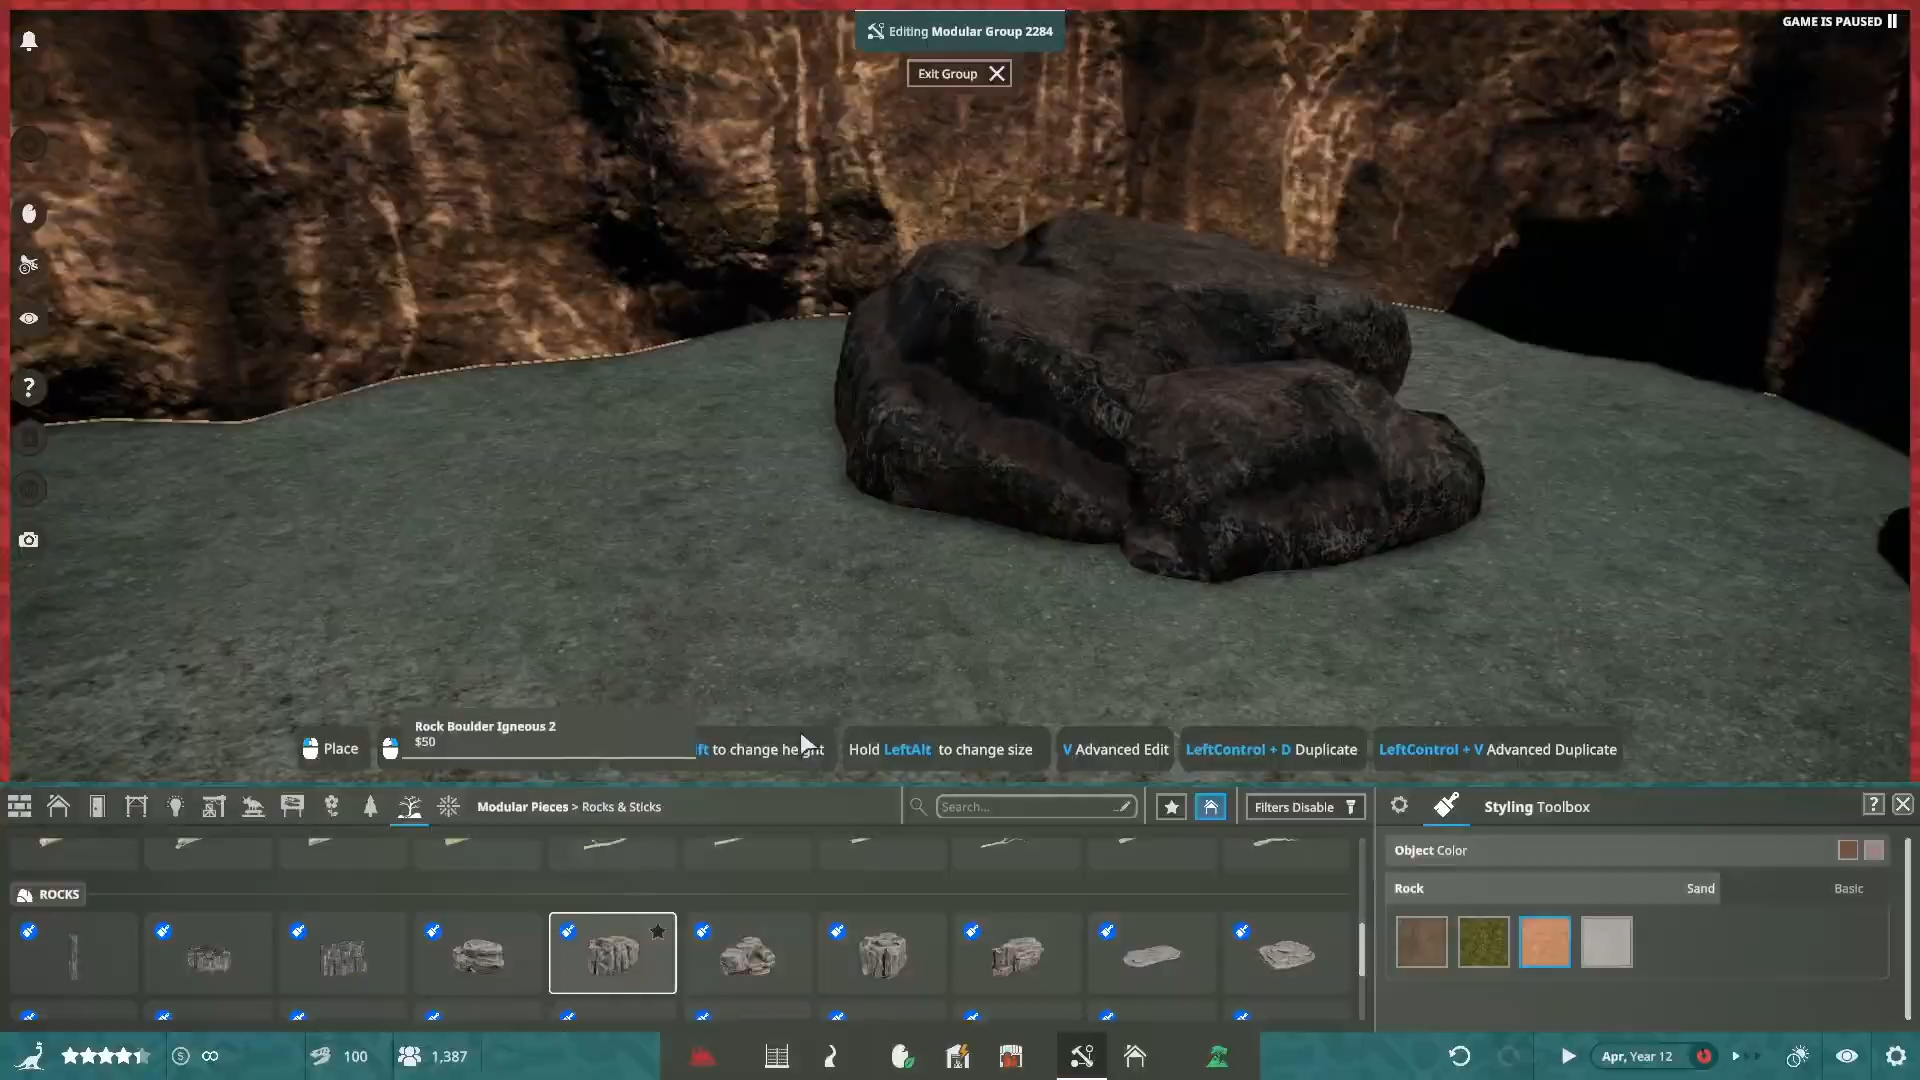 GAME IS PAUSED
Editing Modular Group 2284
Exit Group
?
Rock Boulder Igneous 2
$50
Place
ift to change height
Hold LeftAlt to change size
V Advanced Edit
LeftControl + D Duplicate
LeftControl + V Advanced Duplicate
Modular Pieces > Rocks & Sticks
Search...
Filters Disable
Styling Toolbox
?
Object Color
Rock
Sand
Basic
ROCKS
∞
100
1,387
Apr, Year 12